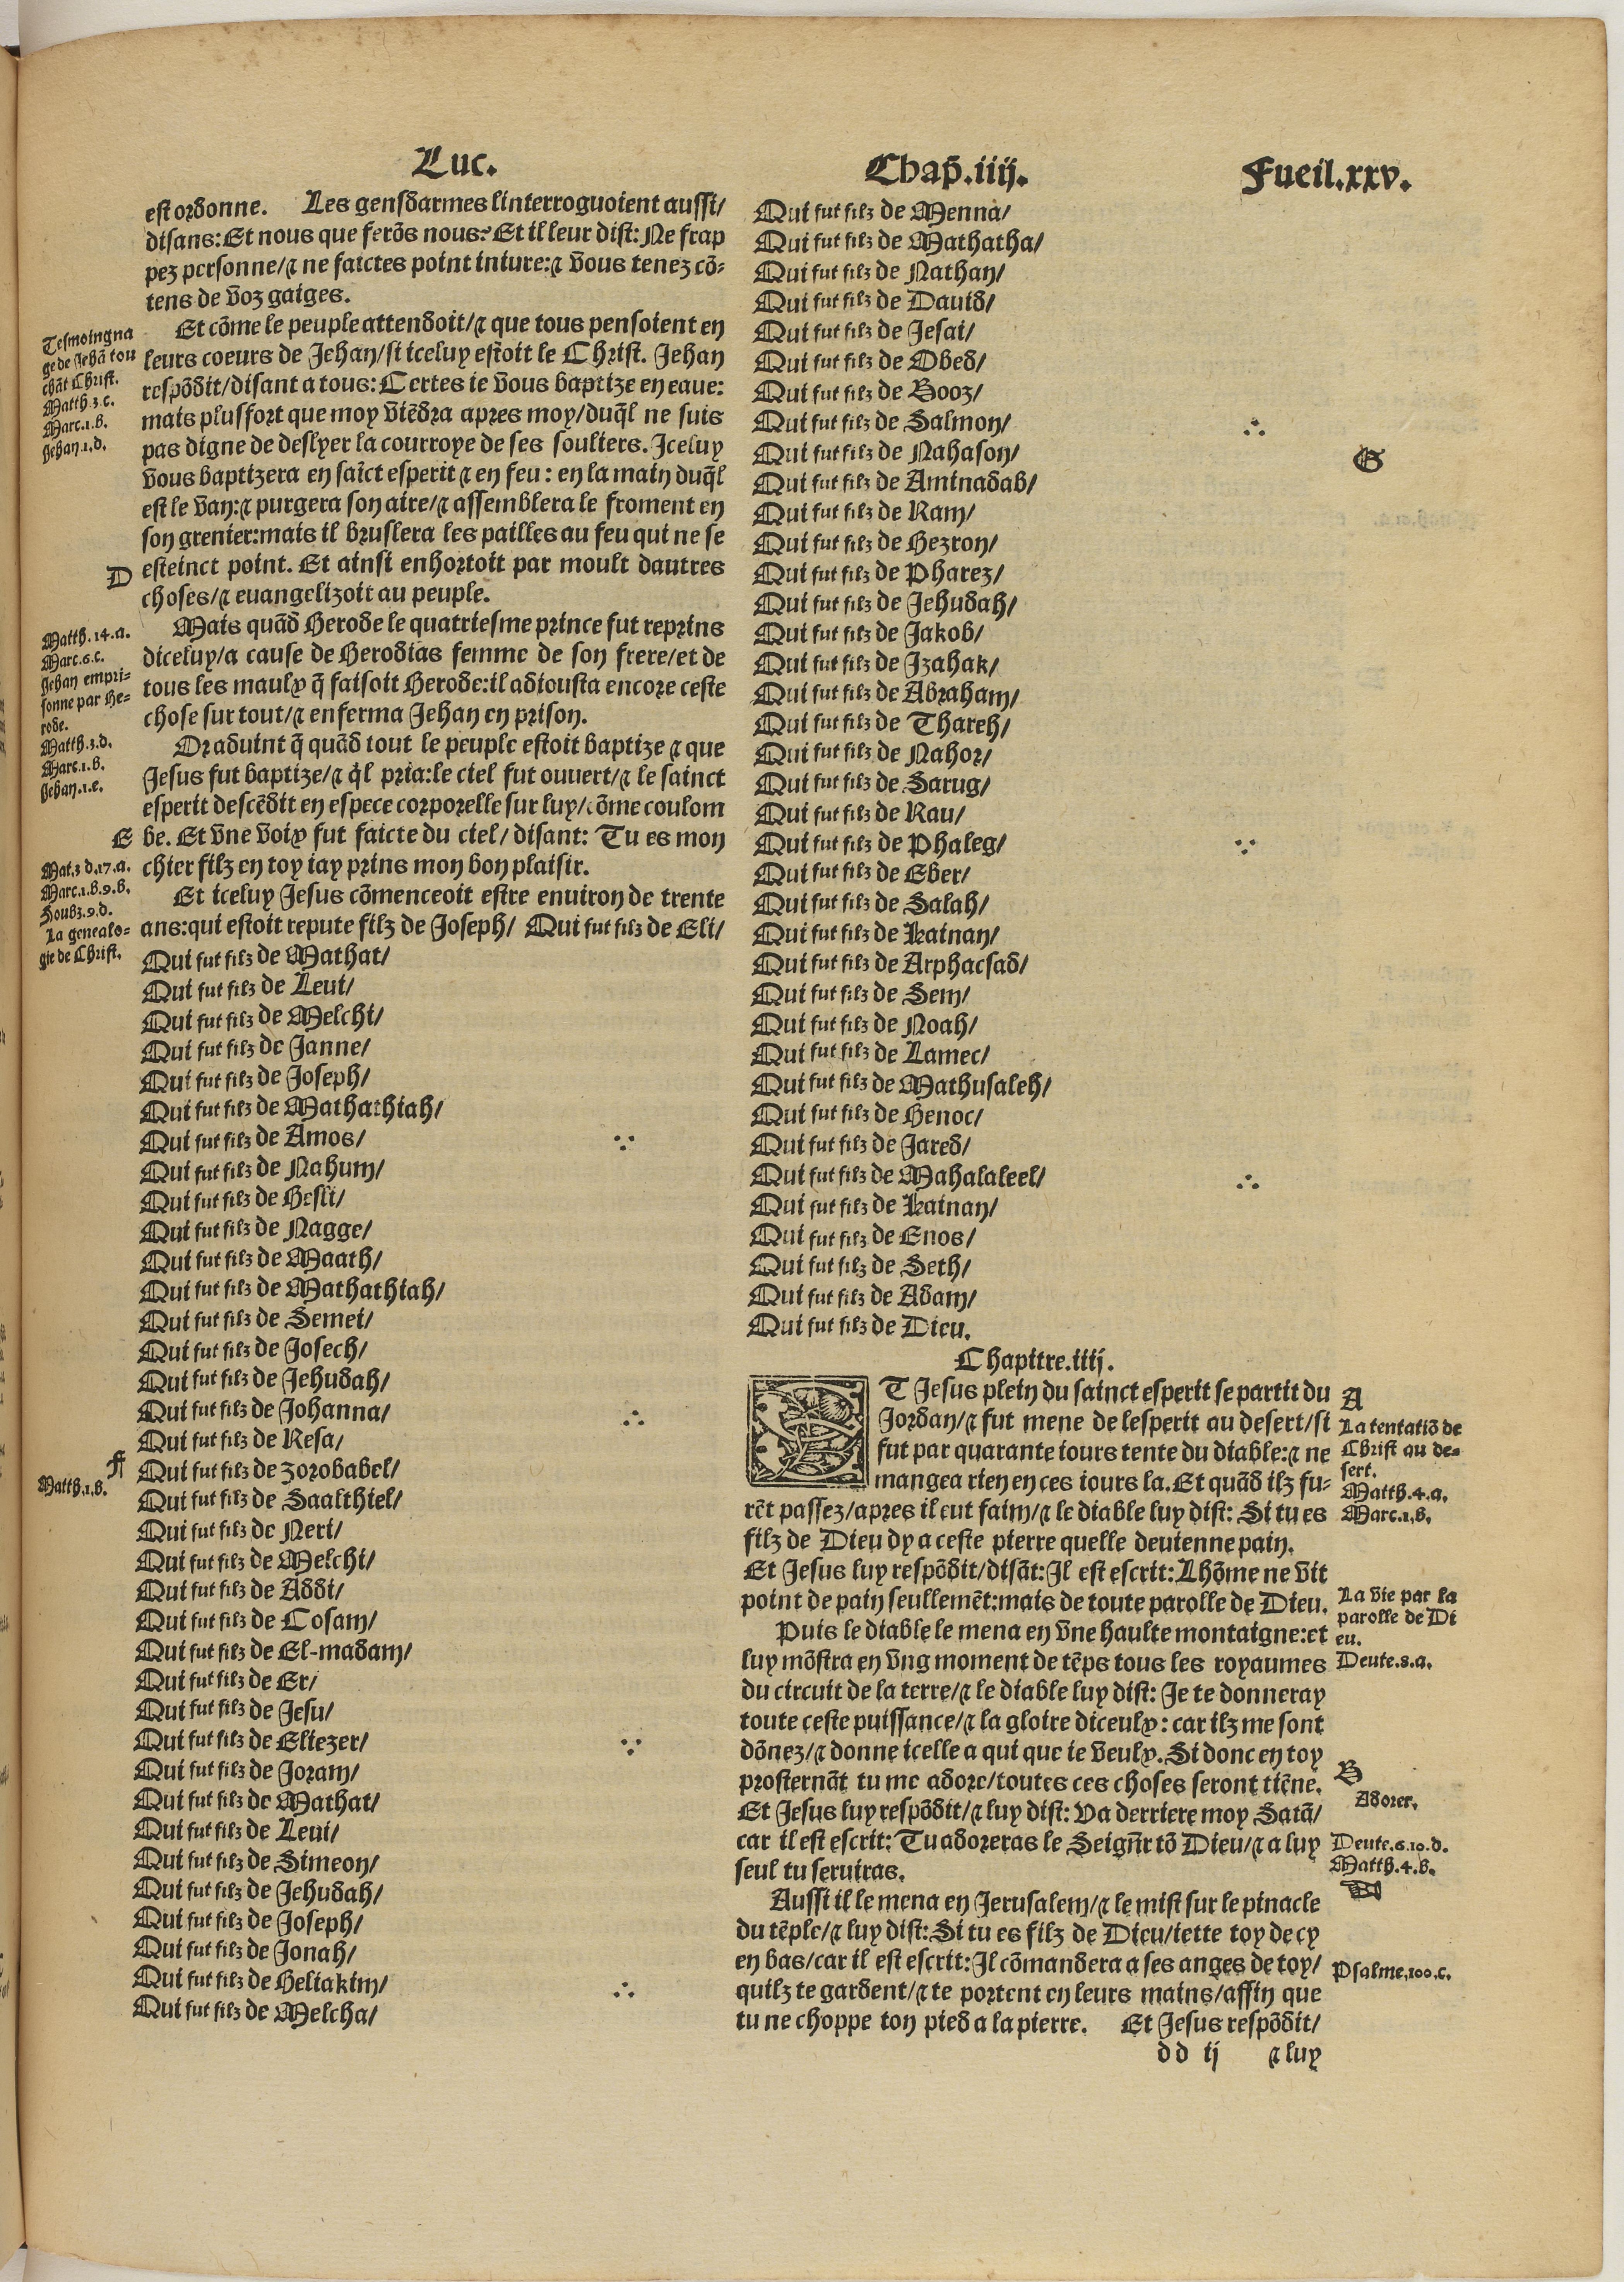 Luc.
Chap̃.iiij.
Fueil.xxv.
est ordonne. Les gensdarmes linterroguoient aussi/
disans: Et nous que ferõs nous? Et il leur dist: Ne frap
pez personne/⁊ ne faictes point iniure:⁊ vous tenez cõ-
tens de voz gaiges.
Et cõme le peuple attendoit/⁊ que tous pensoient en
leurs coeurs de Jehan/si iceluy estoit le Christ. Jehan
respõdit/disant a tous: Certes ie vous baptize en eaue:
mais plus fort que moy viẽdra apres moy/duq̃l ne suis
pas digne de deslyer la courroye de ses souliers. Iceluy
vous baptizera en saĩct esperit ⁊ en feu: en la main duq̃l
est le van:⁊ purgera son aire/⁊ assemblera le froment en
son grenier:mais il bruslera les pailles au feu qui ne se
esteinct point. Et ainsi enhortoit par moult dautres
choses/⁊ euangelizoit au peuple.
Mais quãd Herode le quatriesme prince fut reprins
diceluy/a cause de Herodias femme de son frere/et de
tous les maulx q̃ faisoit Herode:il adiousta encore ceste
chose sur tout/⁊ enferma Jehan en prison.
Or aduint q̃ quãd tout le peuple estoit baptize ⁊ que
Jesus fut baptize/⁊ q̃l pria:le ciel fut ouuert/⁊ le sainct
esperit descẽdit en espece corporelle sur luy/cõme coulom
be. Et vne voix fut faicte du ciel/disant: Tu es mon
chier filz en toy iay prins mon bon plaisir.
Et iceluy Jesus cõmenceoit estre enuiron de trente
ans:qui estoit repute filz de Joseph/ Qui fut filz de Eli/
Qui fut filz de Mathat/
Qui fut filz de Leui/
Qui fut filz de Melchi/
Qui fut filz de Janne/
Qui fut filz de Joseph/
Qui fut filz de Mathathiah/
Qui fut filz de Amos/
Qui fut filz de Nahum/
Qui fut filz de Hesli/
Qui fut filz de Nagge/
Qui fut filz de Maath/
Qui fut filz de Mathathiah/
Qui fut filz de Semei/
Qui fut filz de Josech/
Qui fut filz de Jehudah/
Qui fut filz de Johanna/
Qui fut filz de Resa/
Qui fut filz de zorobabel/
Qui fut filz de Saalthiel/
Qui fut filz de Neri/
Qui fut filz de Melchi/
Qui fut filz de Addi/
Qui fut filz de Cosam/
Qui fut filz de El-madam/
Qui fut filz de Er/
Qui fut filz de Jesu/
Qui fut filz de Eliezer/
Qui fut filz de Joram/
Qui fut filz de Mathat/
Qui fut filz de Leui/
Qui fut filz de Simeon/
Qui fut filz de Jehudah/
Qui fut filz de Joseph/
Qui fut filz de Jonah/
Qui fut filz de Heliakim/
Qui fut filz de Melcha/
Tesmoingna
ge de Jehã tou
chãt Christ.
Matth.3.c.
Marc.1.b.
Jehan.1.d.
D
Matth.14.a.
Marc.6.c.
Jehan empri-
sonne par He-
rode.
Matth.3.d.
Marc.1.b.
Jehan.1.e.
E
Mat.3.d.17.a.
Marc.1.b.9.b.
Soubz.9.d.
La genealo-
gie de Christ.
F
Matth.1.b.
Qui fut filz de Menna/
Qui fut filz de Mathatha/
Qui fut filz de Nathan/
Qui fut filz de Dauid/
Qui fut filz de Jesai/
Qui fut filz de Obed/
Qui fut filz de Booz/
Qui fut filz de Salmon/
Qui fut filz de Nahason/
Qui fut filz de Aminadab/
Qui fut filz de Ram/
Qui fut filz de Hezron/
Qui fut filz de Pharez/
Qui fut filz de Jehudah/
Qui fut filz de Jakob/
Qui fut filz de Izahak/
Qui fut filz de Abraham/
Qui fut filz de Thareh/
Qui fut filz de Nahor/
Qui fut filz de Sarug/
Qui fut filz de Rau/
Qui fut filz de Phaleg/
Qui fut filz de Eber/
Qui fut filz de Salah/
Qui fut filz de Kainan/
Qui fut filz de Arphacsad/
Qui fut filz de Sem/
Qui fut filz de Noah/
Qui fut filz de Lamec/
Qui fut filz de Mathusaleh/
Qui fut filz de Henoc/
Qui fut filz de Jared/
Qui fut filz de Mahalaleel/
Qui fut filz de Kainan/
Qui fut filz de Enos/
Qui fut filz de Seth/
Qui fut filz de Adam/
Qui fut filz de Dieu.
Chapitre.iiij.
ET Jesus plein du sainct esperit se partit du
Jordan/⁊ fut mene de lesperit au desert/si
fut par quarante iours tente du diable:⁊ ne
mangea rien en ces iours la. Et quãd ilz fu-
rẽt passez/apres il eut faim/⁊ le diable luy dist: Si tu es
filz de Dieu dy a ceste pierre quelle deuienne pain.
Et Jesus luy respõdit/disãt: Il est escrit: Lhõme ne vit
point de pain seullemẽt:mais de toute parolle de Dieu.
Puis le diable le mena en vne haulte montaigne:et
luy mõstra en vng moment de tẽps tous les royaumes
du circuit de la terre/⁊ le diable luy dist: Je te donneray
toute ceste puissance/⁊ la gloire diceulx: car ilz me sont
dõnez/⁊ donne icelle a qui que ie veulx. Si donc en toy
prosternãt tu me adore/toutes ces choses seront tiẽne.
Et Jesus luy respõdit/⁊ luy dist: Va derriere moy Satã/
car il est escrit: Tu adoreras le Seigñr tõ Dieu/⁊ a luy
seul tu seruiras.
Aussi il le mena en Jerusalem/⁊ le mist sur le pinacle
du tẽple/⁊ luy dist: Si tu es filz de Dieu/iette toy de cy
en bas/car il est escrit: Il cõmandera a ses anges de toy/
quilz te gardent/⁊ te portent en leurs mains/affin que
tu ne choppe ton pied a la pierre. Et Jesus respõdit/
dd ij ⁊ luy
G
A
La tentatiõ de
Christ au de-
sert.
Matth.4.a.
Marc.1.b.
La vie par la
parolle de Di
eu.
Deute.8.a.
B
Adorer.
Deute.6.10.d.
Matth.4.b.
Psalme.100.c.